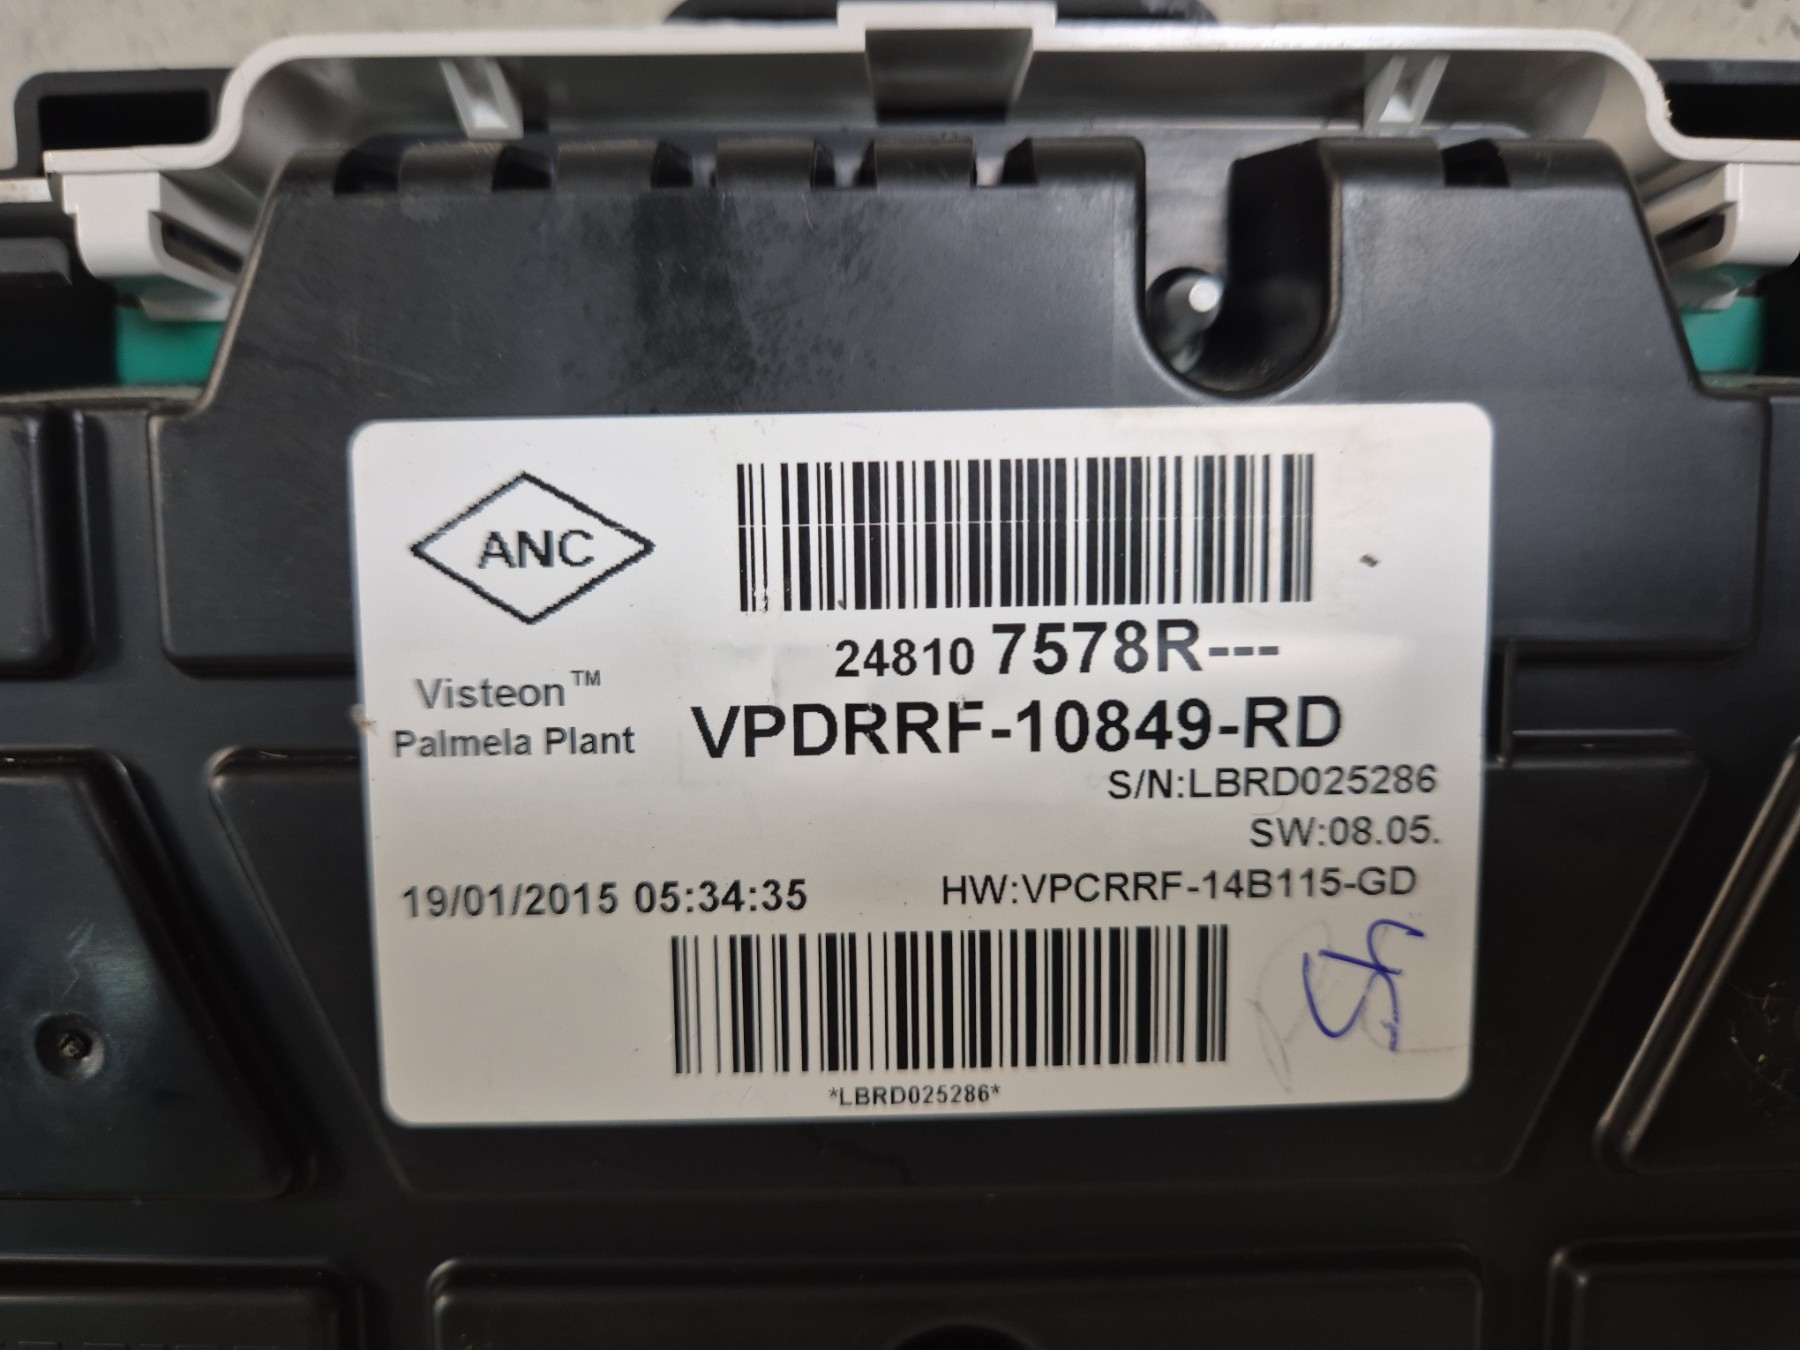 ANC
24810 7578R---
Visteon™
Palmela Plant
VPDRRF-10849-RD
S/N:LBRD025286
SW:08.05.
19/01/2015 05:34:35
HW:VPCRRF-14B115-GD
*LBRD025286*